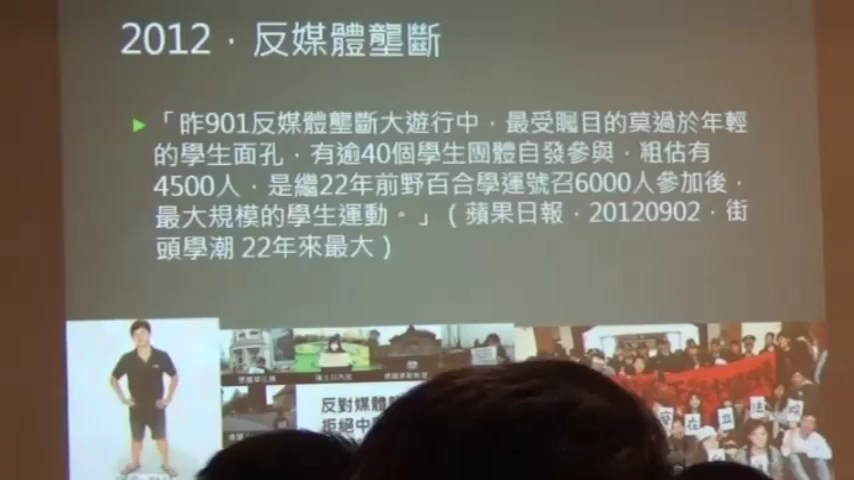 2012，反媒體壟斷
「昨901反媒體壟斷大遊行中，最受矚目的莫過於年輕
的學生面孔，有逾40個學生團體自發參與，粗估有
4500人，是繼22年前野百合學運號召6000人參加後，
最大規模的學生運動。」（蘋果日報，20120902，街
頭學潮 22年來最大）
反對媒體
拒絕中